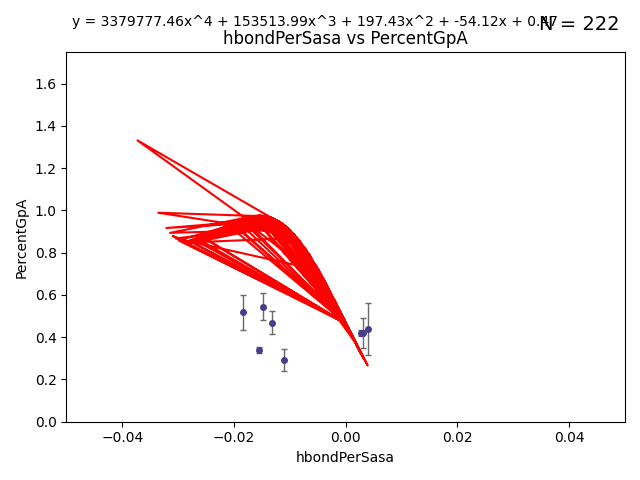 y = 3379777.46x^4 + 153513.99x^3 + 197.43x^2 + -54.12x +
N = 222
hbondPerSasa vs PercentGpA
1.6
1.4
1.2
1.0
0.8
0.6
0.4
0.2
0.0
PercentGpA
−0.04
−0.02
0.00
0.02
0.04
hbondPerSasa